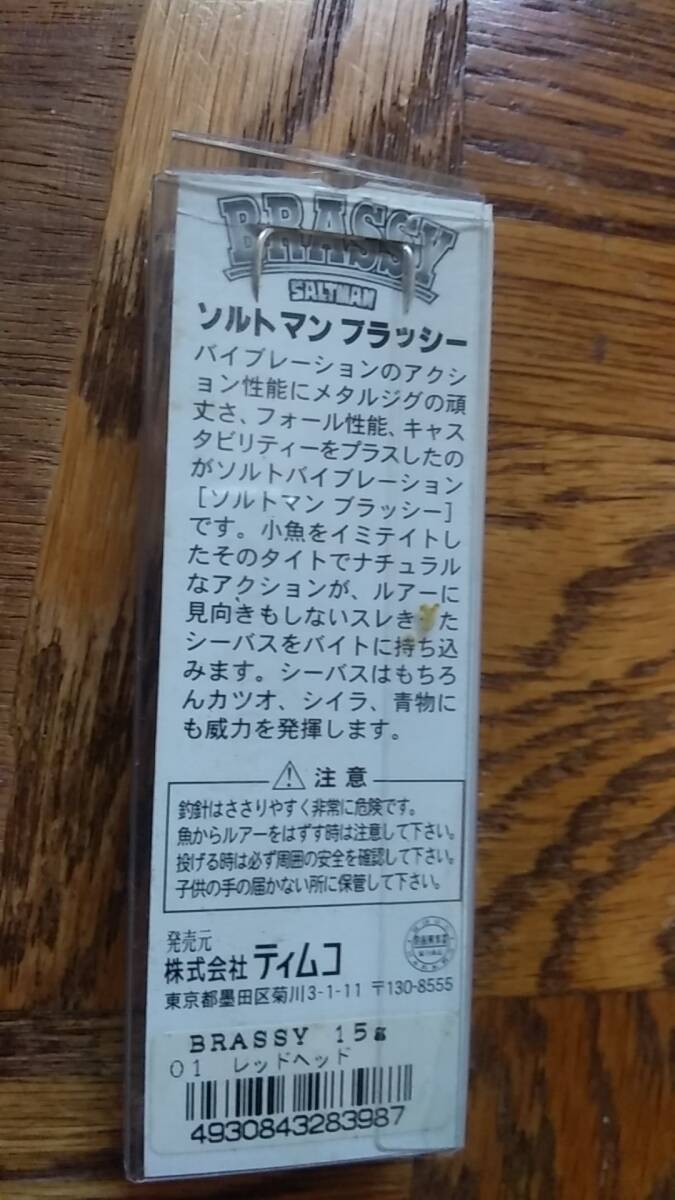 BRASSY
SALTMAN
ソルトマン ブラッシー
バイブレーションのアクシ
ョン性能にメタルジグの頑
丈さ、フォール性能、キャス
タビリティーをプラスしたの
がソルトバイブレーション
[ソルトマン ブラッシー]
です。小魚をイミテイトし
たそのタイトでナチュラル
なアクションが、ルアーに
見向きもしないスレき た
シーバスをバイトに持ち込
みます。シーバスはもちろ
んカツオ、シイラ、青物に
も威力を発揮します。
⚠ 注意
釣針はささりやすく非常に危険です。
魚からルアーをはずす時は注意して下さい。
投げる時は必ず周囲の安全を確認して下さい。
子供の手の届かない所に保管して下さい。
発売元
株式会社 ティムコ
東京都墨田区菊川3-1-11 〒130-8555
BRASSY 15g
01 レッドヘッド
4930843283987